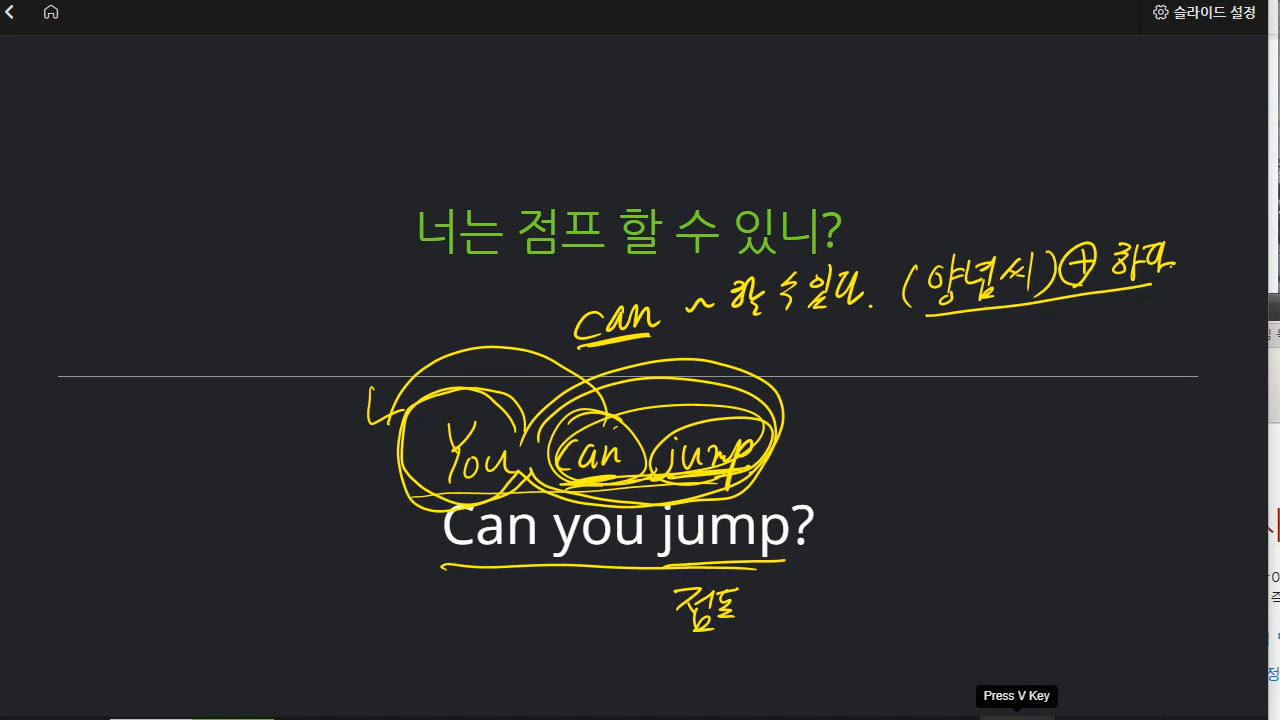 슬라이드 설정
너는 점프 할 수 있니?
can ~ 할 수 있다. (양념씨) + 하다
You can jump
Can you jump?
점프
Press V Key